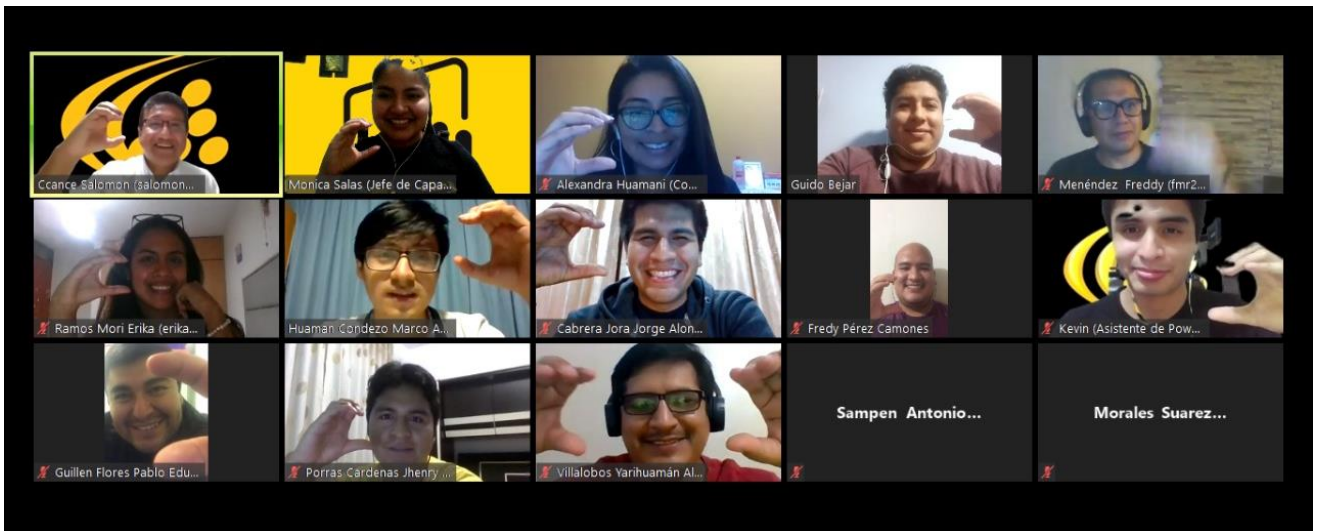 Ccance Salomon (salomon...
Monica Salas (Jefe de Capa...
Alexandra Huamani (Co...
Guido Bejar
Menéndez Freddy (fmr2...
Ramos Mori Erika (erika...
Huaman Condezo Marco A...
Cabrera Jora Jorge Alon...
Fredy Pérez Camones
Kevin (Asistente de Pow...
Guillen Flores Pablo Edu...
Porras Cardenas Jhenry ...
Villalobos Yarihuamán Al...
Sampen Antonio...
Morales Suarez...